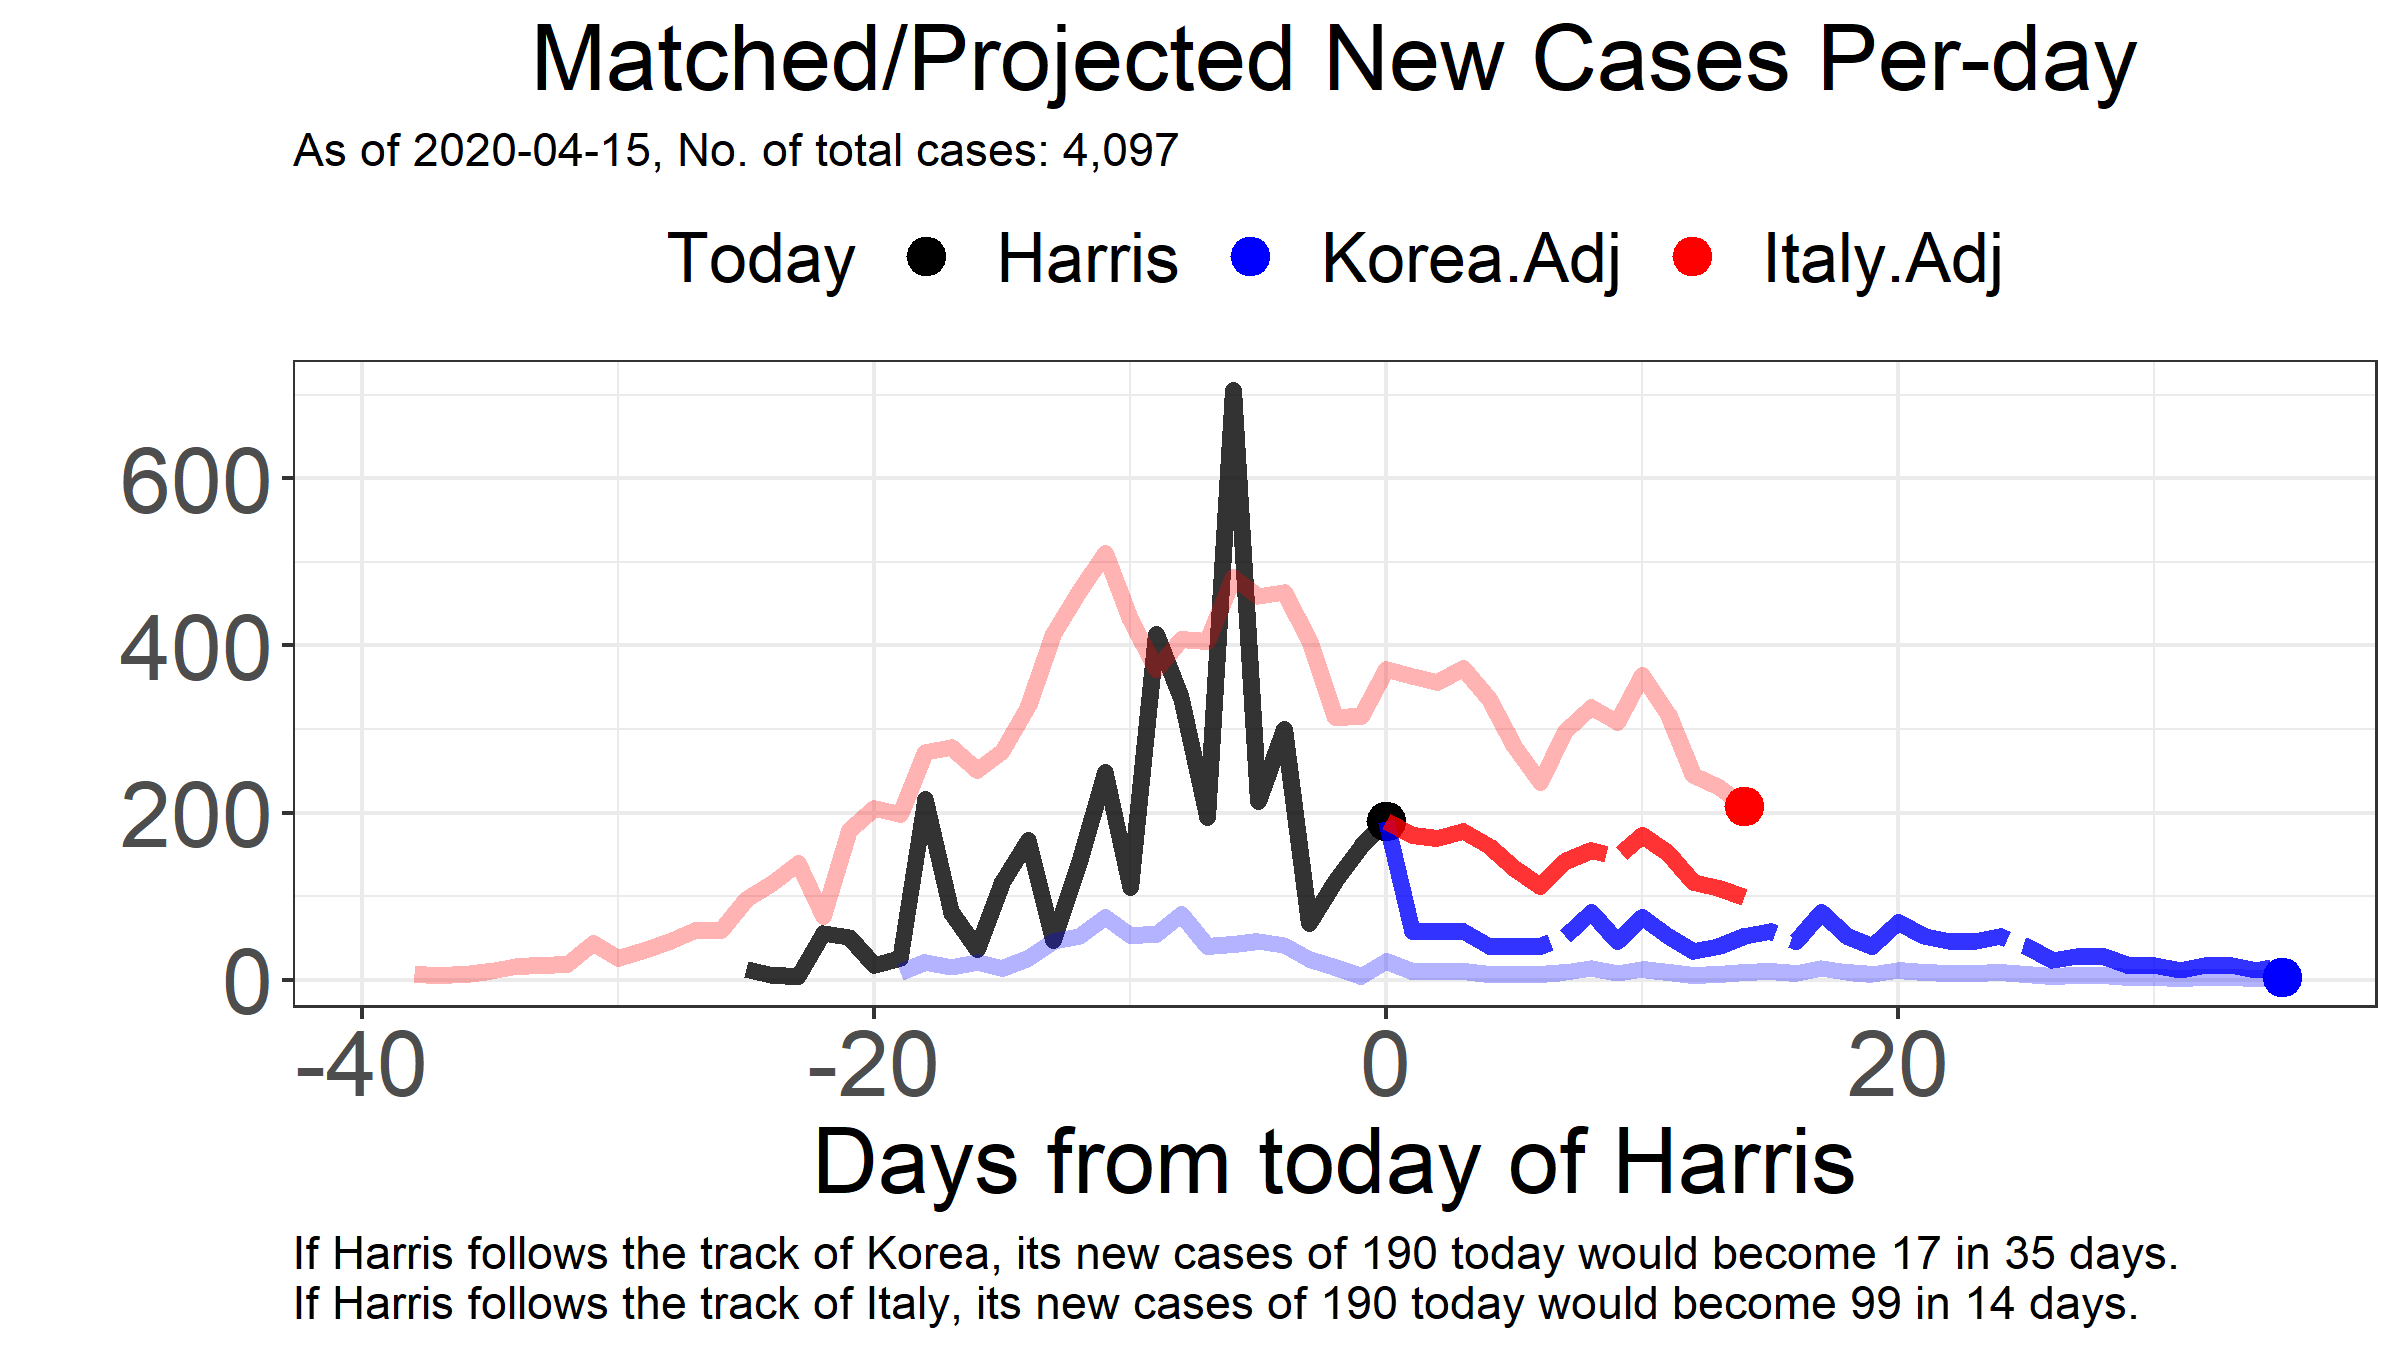 Matched/Projected New Cases Per-day
As of 2020-04-15, No. of total cases: 4,097
Today Harris Korea.Adj Italy.Adj
600
400
200
0
-40 -20 0 20
Days from today of Harris
If Harris follows the track of Korea, its new cases of 190 today would become 17 in 35 days.
If Harris follows the track of Italy, its new cases of 190 today would become 99 in 14 days.